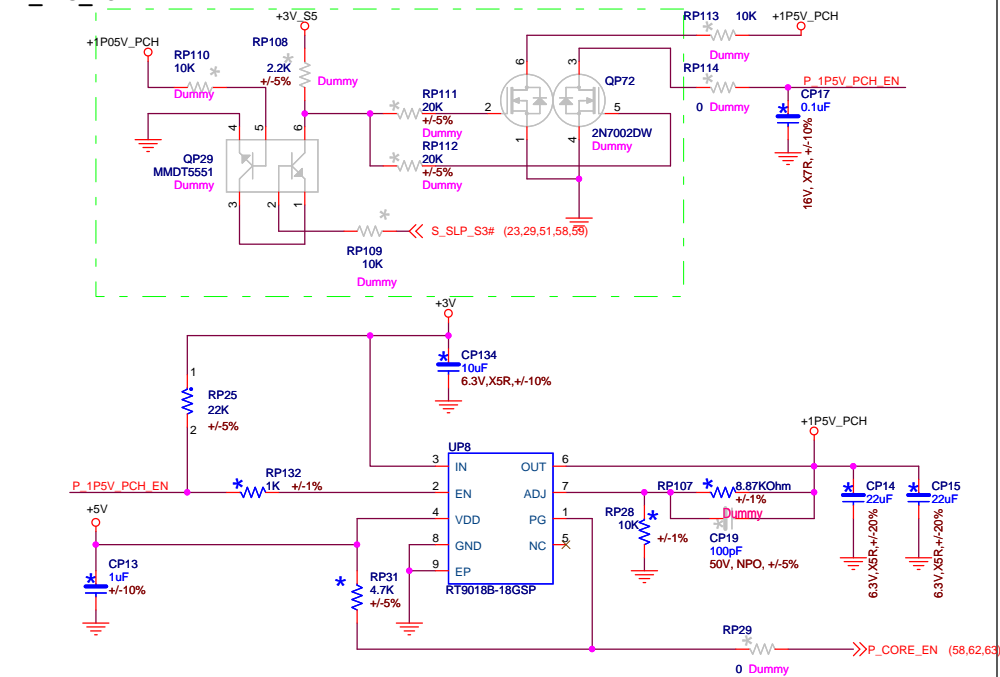 +3V_S5
RP113 10K +1P5V_PCH
Dummy
+1P05V_PCH
RP110
10K
Dummy
RP108
2.2K
+/-5%
Dummy
RP114
0 Dummy
P_1P5V_PCH_EN
CP17
0.1uF
16V, X7R, +/-10%
RP111
20K
+/-5%
Dummy
RP112
20K
+/-5%
Dummy
6
3
2
5
1
4
QP72
2N7002DW
Dummy
4
5
6
QP29
MMDT5551
Dummy
3
2
1
RP109
10K
Dummy
S_SLP_S3# (23,29,51,58,59)
+3V
CP134
10uF
6.3V,X5R,+/-10%
1
RP25
22K
+/-5%
2
P_1P5V_PCH_EN
RP132
1K +/-1%
+5V
CP13
1uF
+/-10%
RP31
4.7K
+/-5%
UP8
3 IN OUT 6
2 EN ADJ 7
4 VDD PG 1
8 GND NC 5
9 EP
RT9018B-18GSP
+1P5V_PCH
RP107 8.87KOhm
+/-1%
RP28
10K
+/-1%
Dummy
CP19
100pF
50V, NPO, +/-5%
CP14
22uF
6.3V,X5R,+/-20%
CP15
22uF
6.3V,X5R,+/-20%
RP29
0 Dummy
P_CORE_EN (58,62,63)